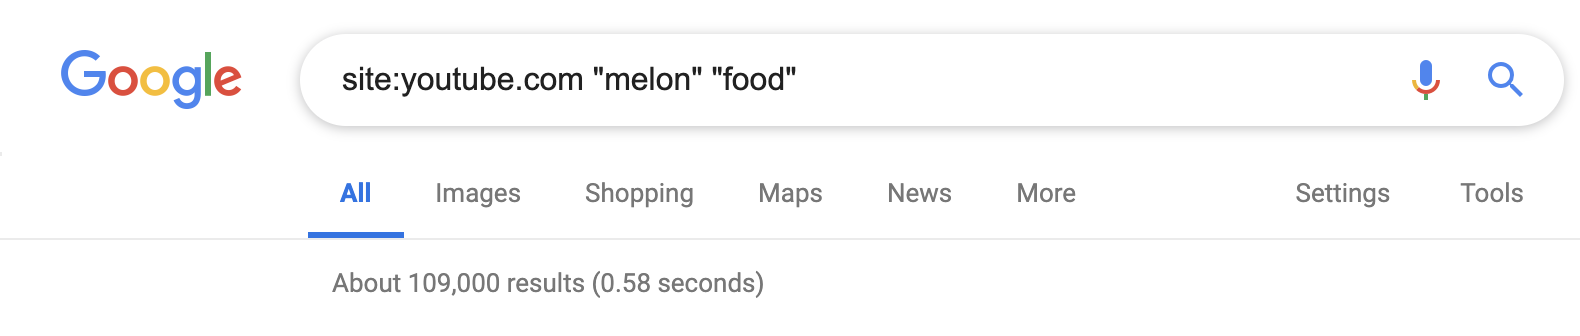 Google
site:youtube.com "melon" "food"
All Images Shopping Maps News More Settings Tools
About 109,000 results (0.58 seconds)